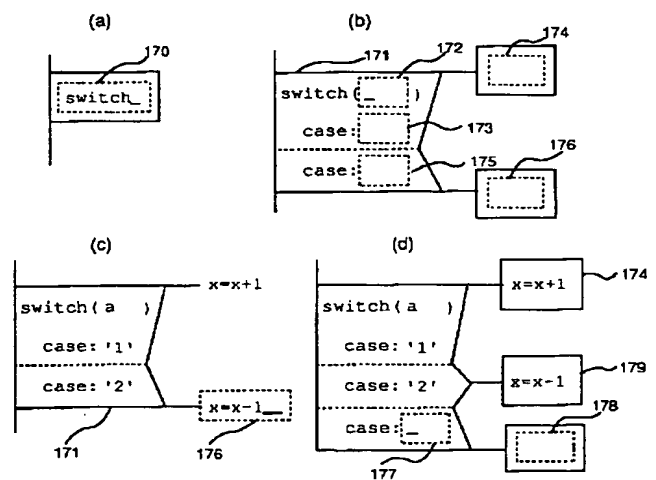 (a)
170
switch_
(b)
171
172
174
switch(_ )
case:
173
case:
175
176
(c)
x=x+1
switch( a )
case: '1'
case: '2'
x=x-1__
171
176
(d)
x=x+1
174
switch( a )
case: '1'
case: '2'
x=x-1
179
case:_
178
177